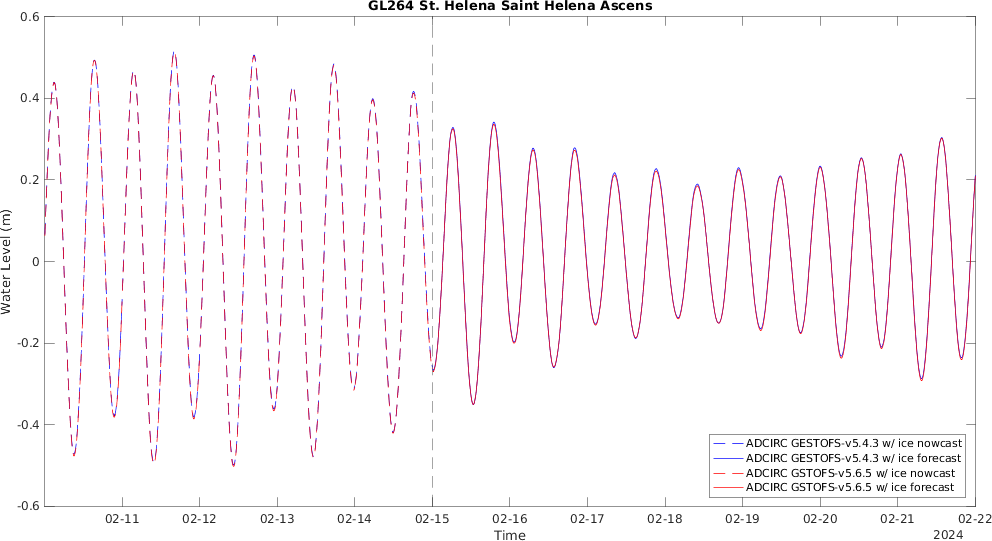 GL264 St. Helena Saint Helena Ascens
0.6
0.4
0.2
0
-0.2
-0.4
-0.6
Water Level (m)
ADCIRC GESTOFS-v5.4.3 w/ ice nowcast
ADCIRC GESTOFS-v5.4.3 w/ ice forecast
ADCIRC GSTOFS-v5.6.5 w/ ice nowcast
ADCIRC GSTOFS-v5.6.5 w/ ice forecast
02-11 02-12 02-13 02-14 02-15 02-16 02-17 02-18 02-19 02-20 02-21 02-22
Time
2024